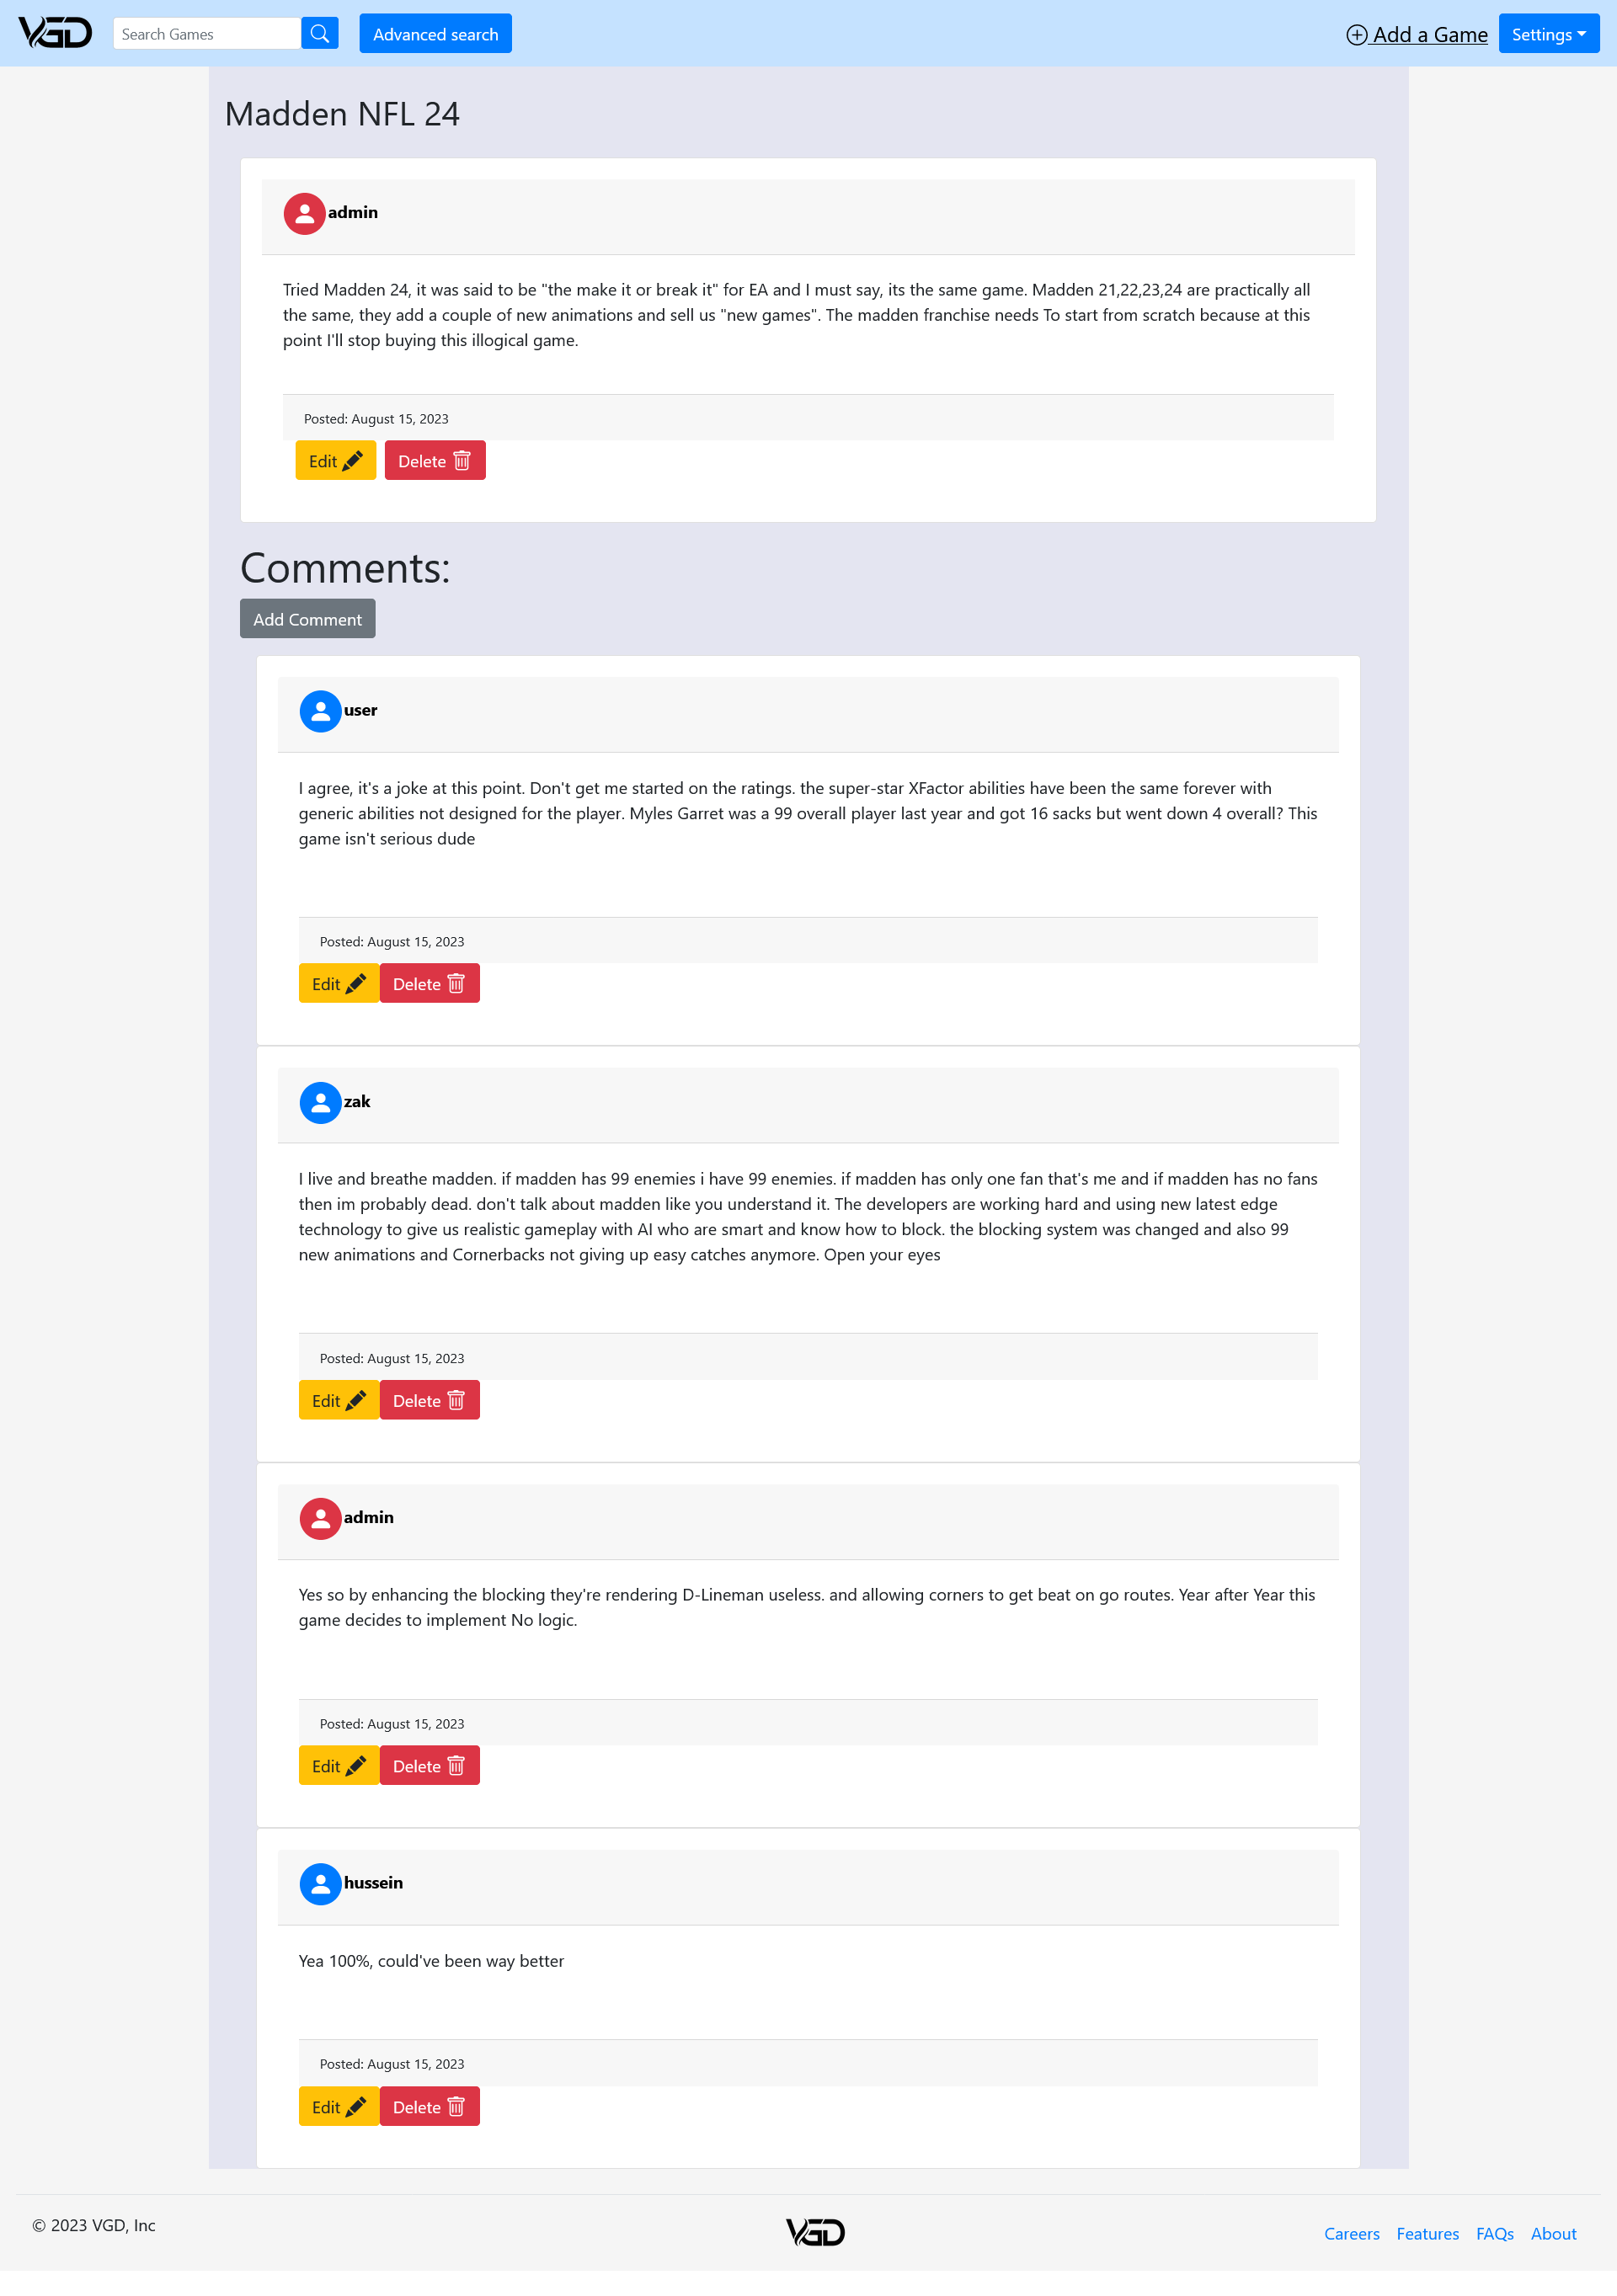 VGD
Search Games
Advanced search
Add a Game
Settings
Madden NFL 24
admin
Tried Madden 24, it was said to be "the make it or break it" for EA and I must say, its the same game. Madden 21,22,23,24 are practically all
the same, they add a couple of new animations and sell us "new games". The madden franchise needs To start from scratch because at this
point I'll stop buying this illogical game.
Posted: August 15, 2023
Edit
Delete
Comments:
Add Comment
user
I agree, it's a joke at this point. Don't get me started on the ratings. the super-star XFactor abilities have been the same forever with
generic abilities not designed for the player. Myles Garret was a 99 overall player last year and got 16 sacks but went down 4 overall? This
game isn't serious dude
Posted: August 15, 2023
Edit
Delete
zak
I live and breathe madden. if madden has 99 enemies i have 99 enemies. if madden has only one fan that's me and if madden has no fans
then im probably dead. don't talk about madden like you understand it. The developers are working hard and using new latest edge
technology to give us realistic gameplay with AI who are smart and know how to block. the blocking system was changed and also 99
new animations and Cornerbacks not giving up easy catches anymore. Open your eyes
Posted: August 15, 2023
Edit
Delete
admin
Yes so by enhancing the blocking they're rendering D-Lineman useless. and allowing corners to get beat on go routes. Year after Year this
game decides to implement No logic.
Posted: August 15, 2023
Edit
Delete
hussein
Yea 100%, could've been way better
Posted: August 15, 2023
Edit
Delete
© 2023 VGD, Inc
VGD
Careers
Features
FAQs
About